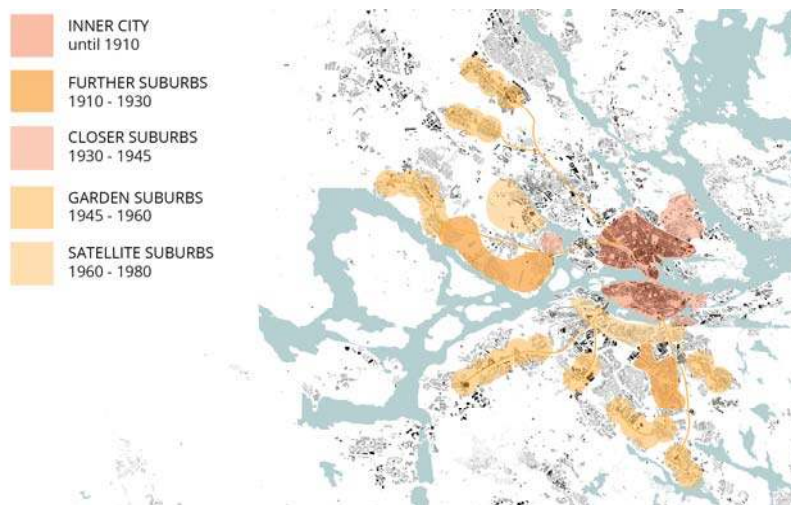 INNER CITY
until 1910
FURTHER SUBURBS
1910 - 1930
CLOSER SUBURBS
1930 - 1945
GARDEN SUBURBS
1945 - 1960
SATELLITE SUBURBS
1960 - 1980